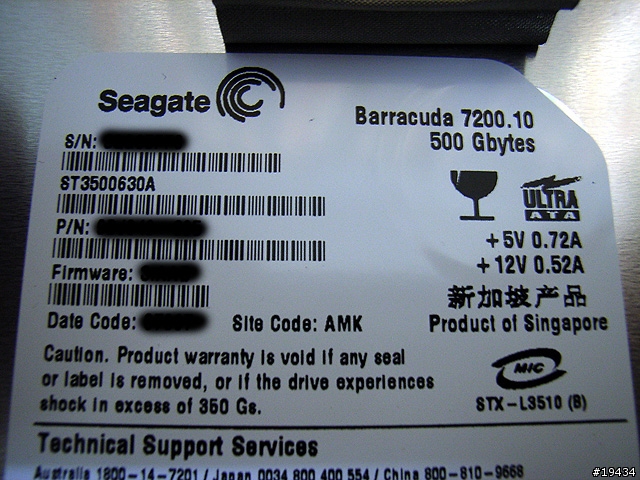 Seagate
Barracuda 7200.10
500 Gbytes
S/N:
ST3500630A
P/N:
Firmware:
Date Code:
Site Code: AMK
ULTRA
ATA
+5V 0.72A
+12V 0.52A
新加坡产品
Product of Singapore
Caution. Product warranty is void if any seal
or label is removed, or if the drive experiences
shock in excess of 350 Gs.
MIC
STX-L3510 (B)
Technical Support Services
Australia 1800-14-7201 / Japan 0034 800 400 554 / China 800-810-9668
#19434